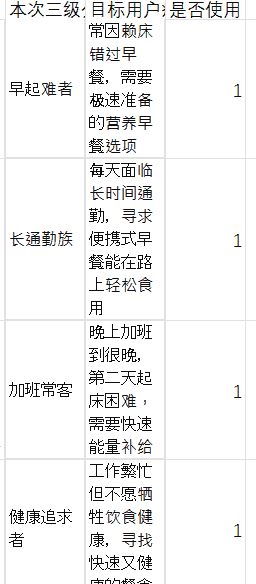 本次三级
目标用户
是否使用
早起难者
常因赖床
错过早
餐，需要
极速准备
的营养早
餐选项
1
长通勤族
每天面临
长时间通
勤，寻求
便携式早
餐能在路
上轻松食
用
1
加班常客
晚上加班
到很晚，
第二天起
床困难，
需要快速
能量补给
1
健康追求
者
工作繁忙
但不愿牺
牲饮食健
康，寻找
快速又健
康的餐食
1